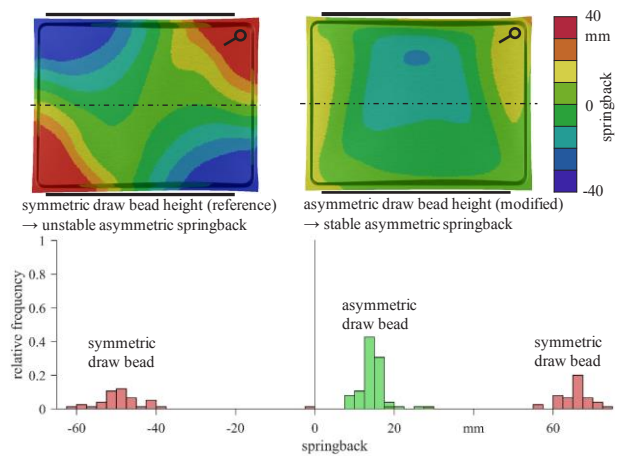 40
mm
0
-40
springback
symmetric draw bead height (reference)
→ unstable asymmetric springback
asymmetric draw bead height (modified)
→ stable asymmetric springback
1
0.8
0.6
0.4
0.2
0
relative frequency
symmetric
draw bead
asymmetric
draw bead
symmetric
draw bead
-60
-40
-20
0
20
mm
60
springback